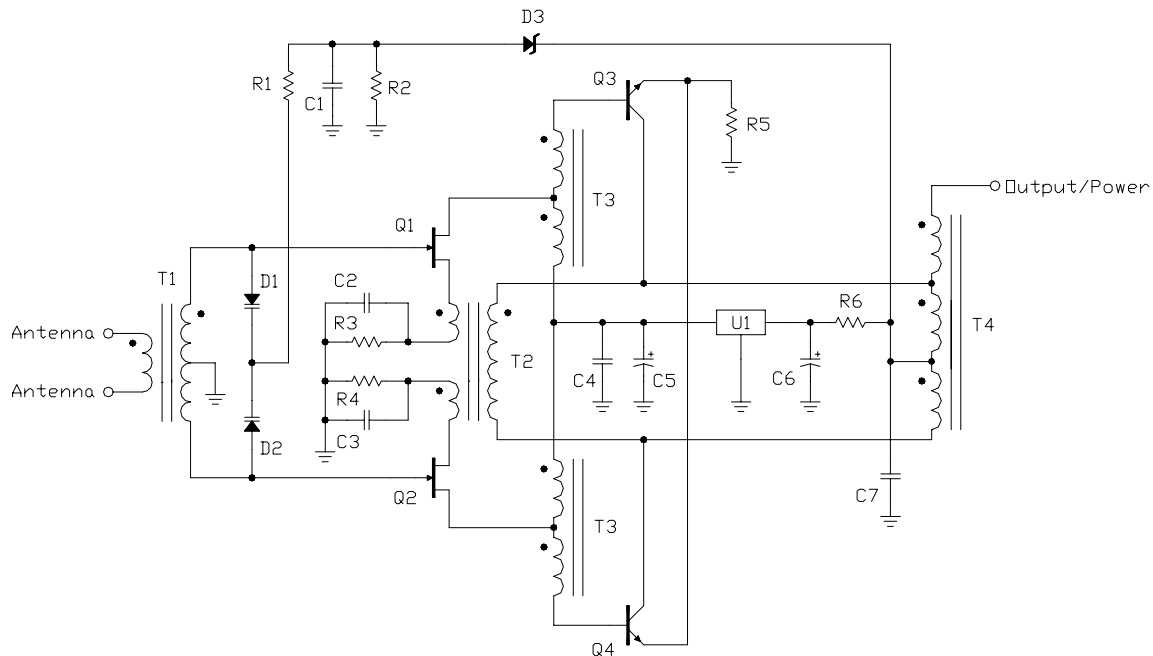 D3
Q3
R1
C1
R2
R5
T3
Output/Power
Q1
T1
D1
C2
R6
Antenna
R3
U1
T4
T2
C4
C5
C6
Antenna
R4
C3
D2
Q2
C7
T3
Q4